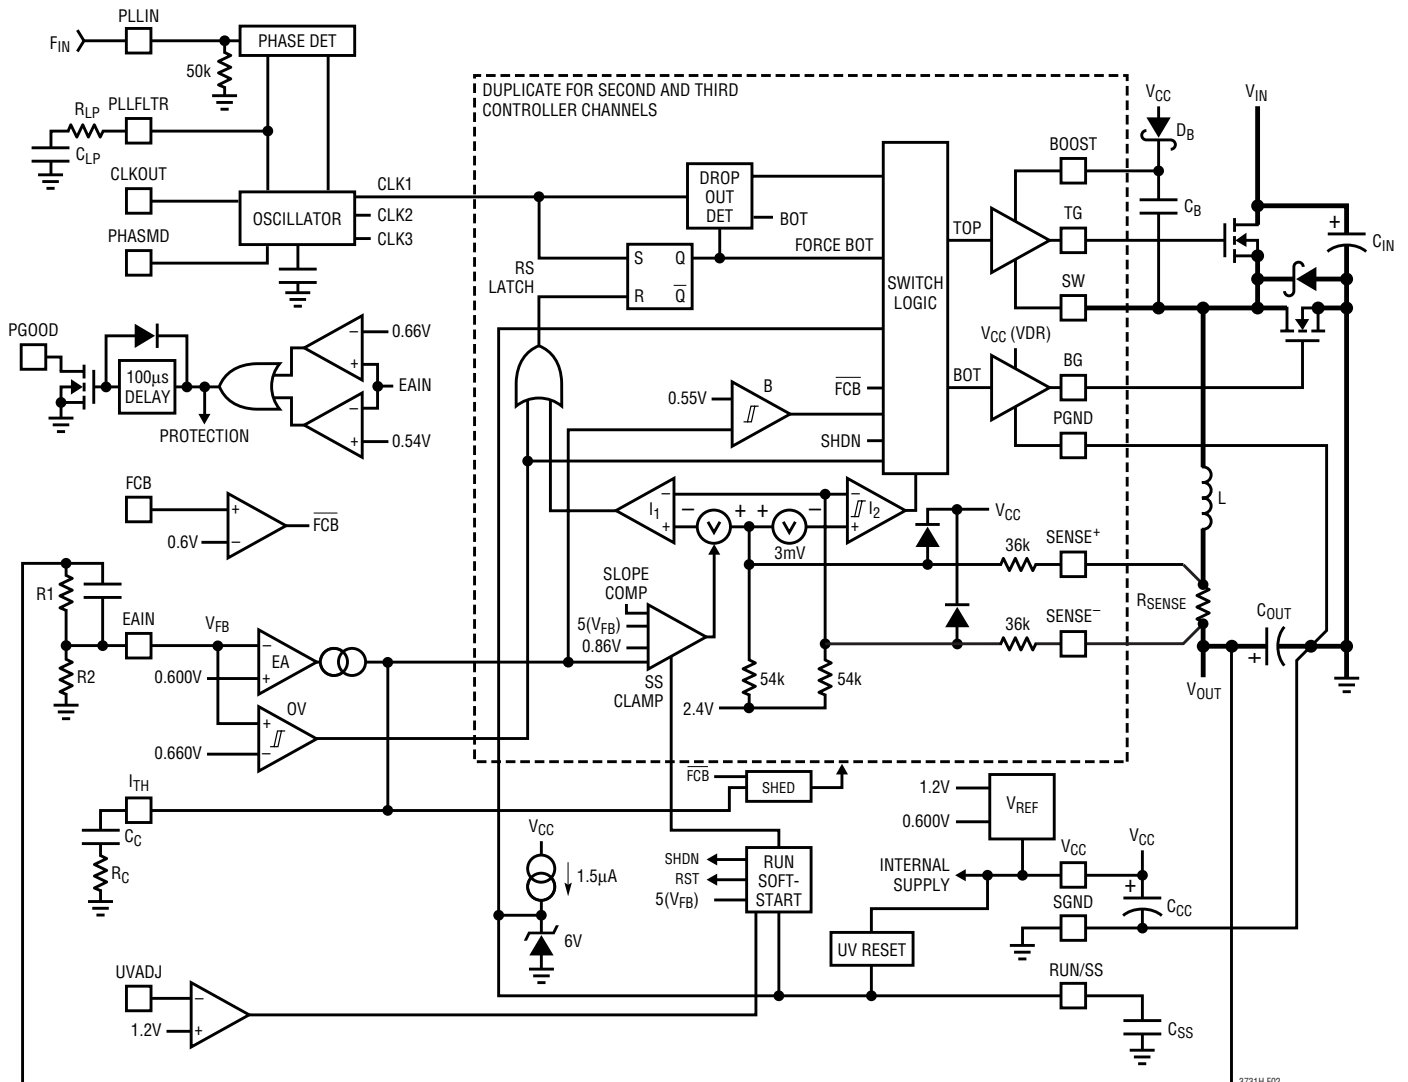 PLLIN
F_IN
PHASE DET
50k
R_LP
PLLFLTR
C_LP
CLKOUT
OSCILLATOR
CLK1
CLK2
CLK3
PHASMD
DUPLICATE FOR SECOND AND THIRD
CONTROLLER CHANNELS
DROP
OUT
DET
BOT
FORCE BOT
RS
LATCH
S
Q
R
Q̅
SWITCH
LOGIC
TOP
BOT
BOOST
TG
SW
V_CC (VDR)
BG
PGND
V_CC
D_B
C_B
V_IN
+
C_IN
PGOOD
100µs
DELAY
PROTECTION
−
0.66V
+
EAIN
−
+
0.54V
0.55V
B
F̅C̅B̅
SHDN
FCB
+
0.6V
−
F̅C̅B̅
I_1
−
+
−
+
+
−
3mV
−
+
I_2
V_CC
36k
SENSE⁺
36k
SENSE⁻
L
R_SENSE
C_OUT
+
V_OUT
SLOPE
COMP
5(V_FB)
0.86V
SS
CLAMP
54k
54k
2.4V
R1
EAIN
R2
V_FB
−
EA
0.600V
+
OV
+
0.660V
−
I_TH
C_C
R_C
F̅C̅B̅
SHED
V_CC
1.5µA
6V
SHDN
RST
5(V_FB)
RUN
SOFT-
START
1.2V
0.600V
V_REF
INTERNAL
SUPPLY
V_CC
V_CC
+
C_CC
SGND
UV RESET
RUN/SS
C_SS
UVADJ
−
1.2V
+
3731H F02